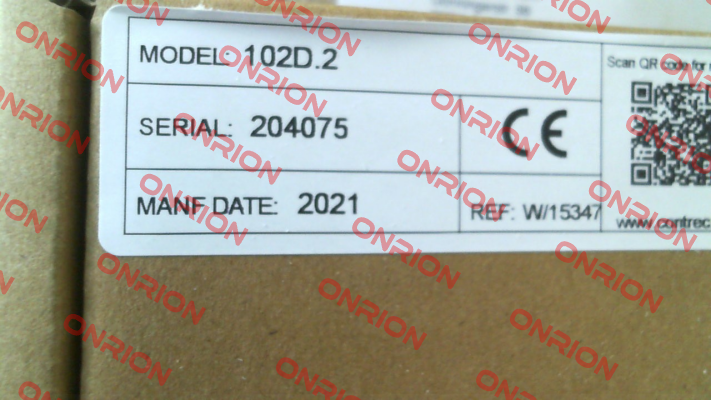 MODEL: 102D.2
Scan QR code for
SERIAL: 204075
CE
MANF DATE: 2021
REF: W/15347
www.contrec
ONRION